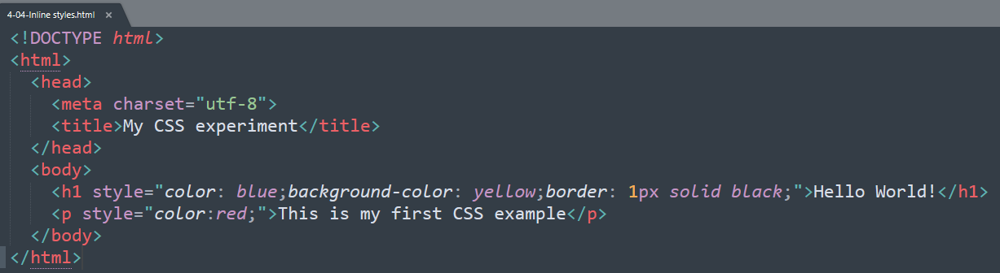 4-04-Inline styles.html ×
<!DOCTYPE html>
<html>
  <head>
    <meta charset="utf-8">
    <title>My CSS experiment</title>
  </head>
  <body>
    <h1 style="color: blue;background-color: yellow;border: 1px solid black;">Hello World!</h1>
    <p style="color:red;">This is my first CSS example</p>
  </body>
</html>